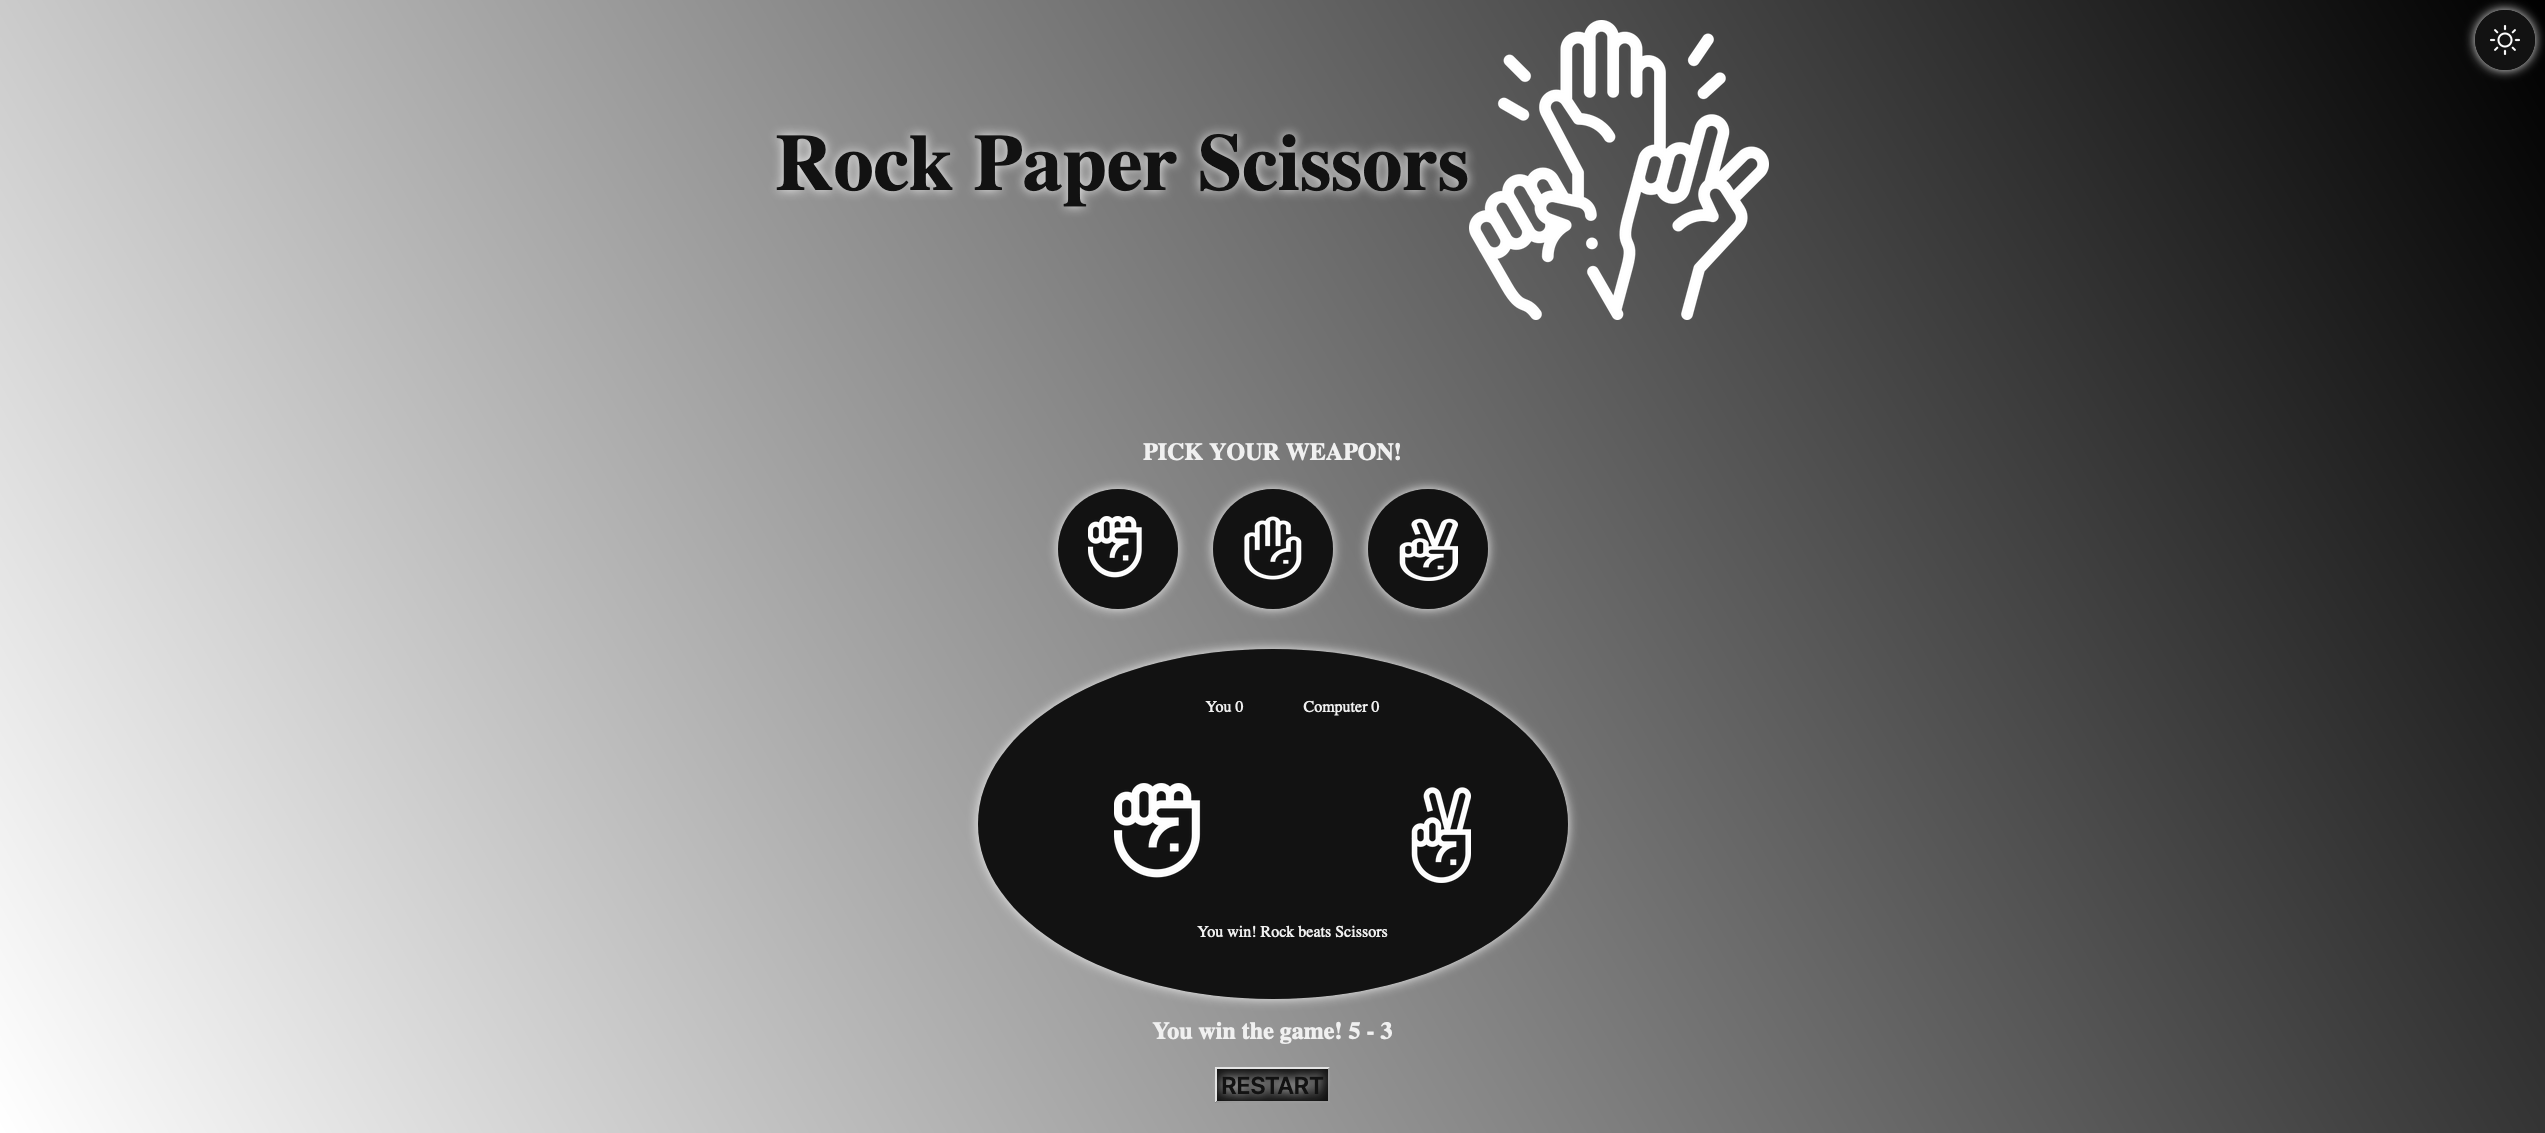 Rock Paper Scissors
PICK YOUR WEAPON!
You 0 Computer 0
You win! Rock beats Scissors
You win the game! 5 - 3
RESTART